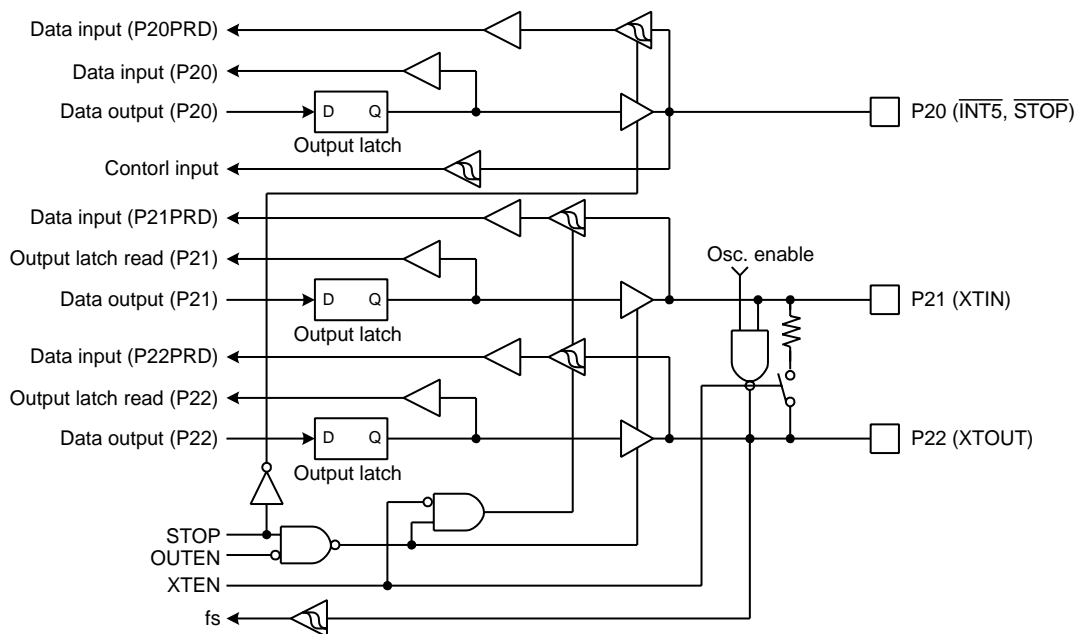 Data input (P20PRD)
Data input (P20)
Data output (P20)
D Q
Output latch
P20 (INT5, STOP)
Contorl input
Data input (P21PRD)
Output latch read (P21)
Osc. enable
Data output (P21)
D Q
Output latch
P21 (XTIN)
Data input (P22PRD)
Output latch read (P22)
Data output (P22)
D Q
Output latch
P22 (XTOUT)
STOP
OUTEN
XTEN
fs